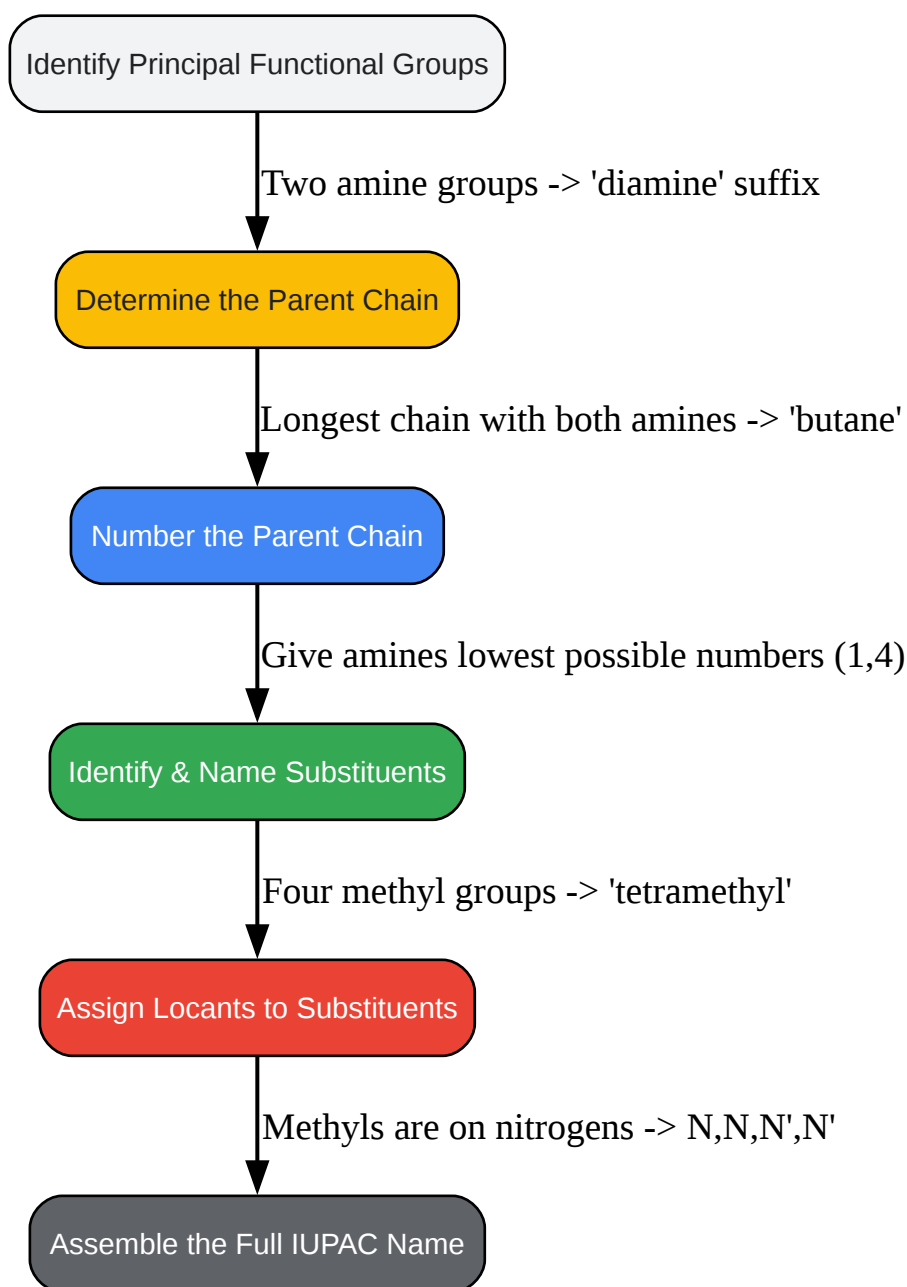 Identify Principal Functional Groups
Two amine groups -> 'diamine' suffix
Determine the Parent Chain
Longest chain with both amines -> 'butane'
Number the Parent Chain
Give amines lowest possible numbers (1,4)
Identify & Name Substituents
Four methyl groups -> 'tetramethyl'
Assign Locants to Substituents
Methyls are on nitrogens -> N,N,N',N'
Assemble the Full IUPAC Name